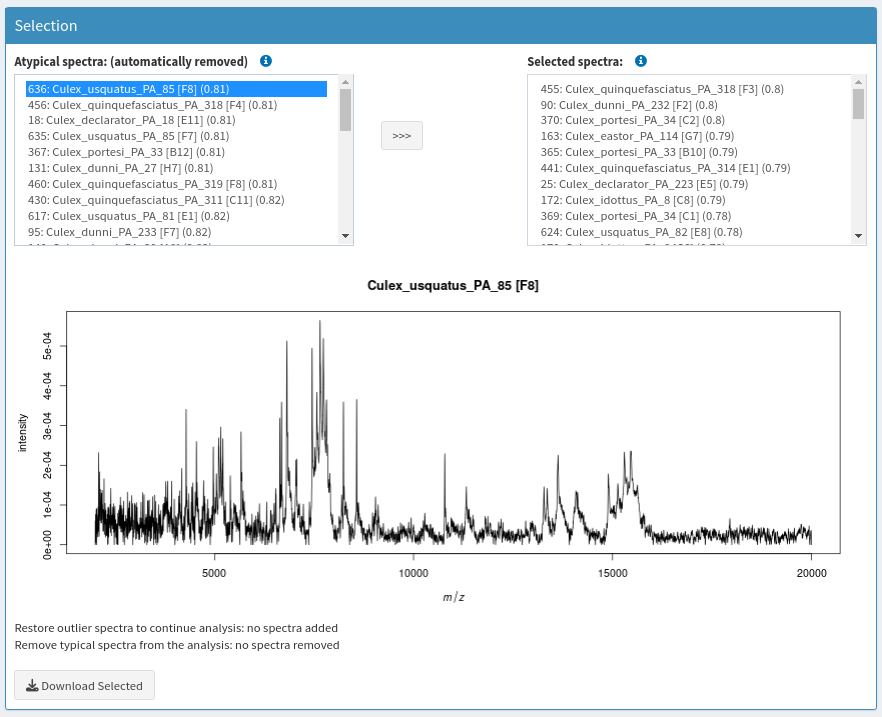 Selection
Atypical spectra: (automatically removed)
636: Culex_usquatus_PA_85 [F8] (0.81)
456: Culex_quinquefasciatus_PA_318 [F4] (0.81)
18: Culex_declarator_PA_18 [E11] (0.81)
635: Culex_usquatus_PA_85 [F7] (0.81)
367: Culex_portesi_PA_33 [B12] (0.81)
131: Culex_dunni_PA_27 [H7] (0.81)
460: Culex_quinquefasciatus_PA_319 [F8] (0.81)
430: Culex_quinquefasciatus_PA_311 [C11] (0.82)
617: Culex_usquatus_PA_81 [E1] (0.82)
95: Culex_dunni_PA_233 [F7] (0.82)
>>>
Selected spectra:
455: Culex_quinquefasciatus_PA_318 [F3] (0.8)
90: Culex_dunni_PA_232 [F2] (0.8)
370: Culex_portesi_PA_34 [C2] (0.8)
163: Culex_eastor_PA_114 [G7] (0.79)
365: Culex_portesi_PA_33 [B10] (0.79)
441: Culex_quinquefasciatus_PA_314 [E1] (0.79)
25: Culex_declarator_PA_223 [E5] (0.79)
172: Culex_idottus_PA_8 [C8] (0.79)
369: Culex_portesi_PA_34 [C1] (0.78)
624: Culex_usquatus_PA_82 [E8] (0.78)
Culex_usquatus_PA_85 [F8]
intensity
5e-04
4e-04
3e-04
2e-04
1e-04
0e+00
5000
10000
15000
20000
m/z
Restore outlier spectra to continue analysis: no spectra added
Remove typical spectra from the analysis: no spectra removed
Download Selected